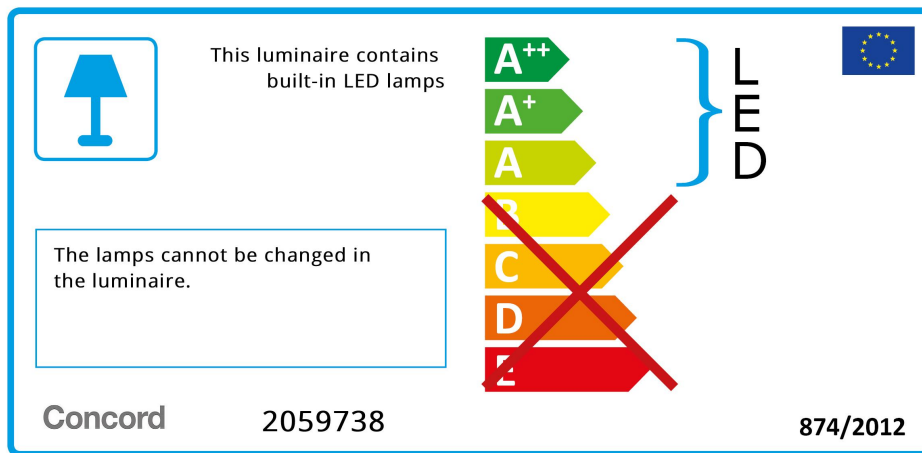 This luminaire contains
built-in LED lamps
A++
A+
A
B
C
D
E
L
E
D
The lamps cannot be changed in
the luminaire.
Concord
2059738
874/2012